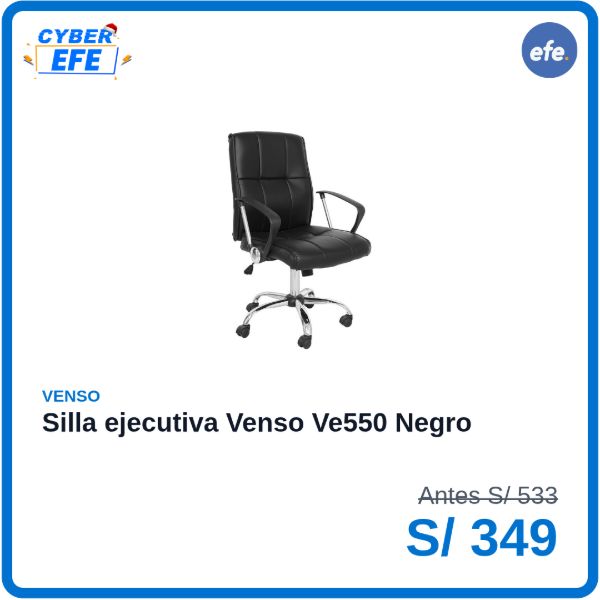 CYBER
EFE
efe.
VENSO
Silla ejecutiva Venso Ve550 Negro
Antes S/ 533
S/ 349